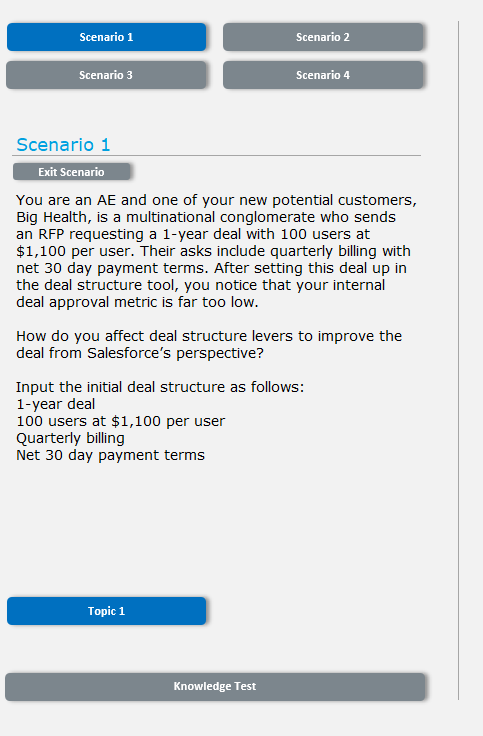 Scenario 1
Scenario 2
Scenario 3
Scenario 4
Scenario 1
Exit Scenario
You are an AE and one of your new potential customers,
Big Health, is a multinational conglomerate who sends
an RFP requesting a 1-year deal with 100 users at
$1,100 per user. Their asks include quarterly billing with
net 30 day payment terms. After setting this deal up in
the deal structure tool, you notice that your internal
deal approval metric is far too low.
How do you affect deal structure levers to improve the
deal from Salesforce’s perspective?
Input the initial deal structure as follows:
1-year deal
100 users at $1,100 per user
Quarterly billing
Net 30 day payment terms
Topic 1
Knowledge Test